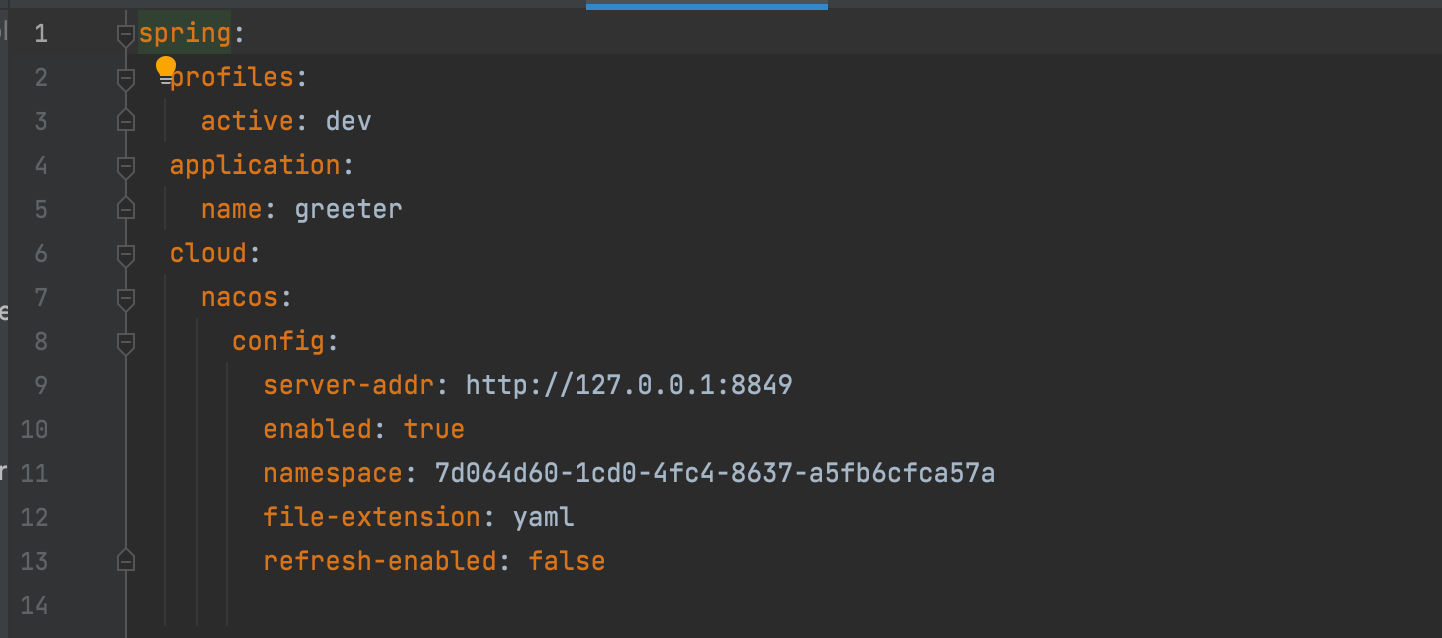 1 spring:
2   profiles:
3     active: dev
4   application:
5     name: greeter
6   cloud:
7     nacos:
8       config:
9         server-addr: http://127.0.0.1:8849
10         enabled: true
11         namespace: 7d064d60-1cd0-4fc4-8637-a5fb6cfca57a
12         file-extension: yaml
13         refresh-enabled: false
14